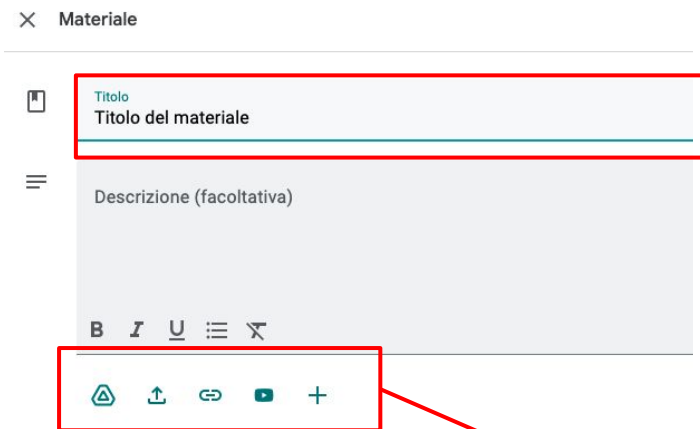 Materiale
Titolo
Titolo del materiale
Descrizione (facoltativa)
B I U